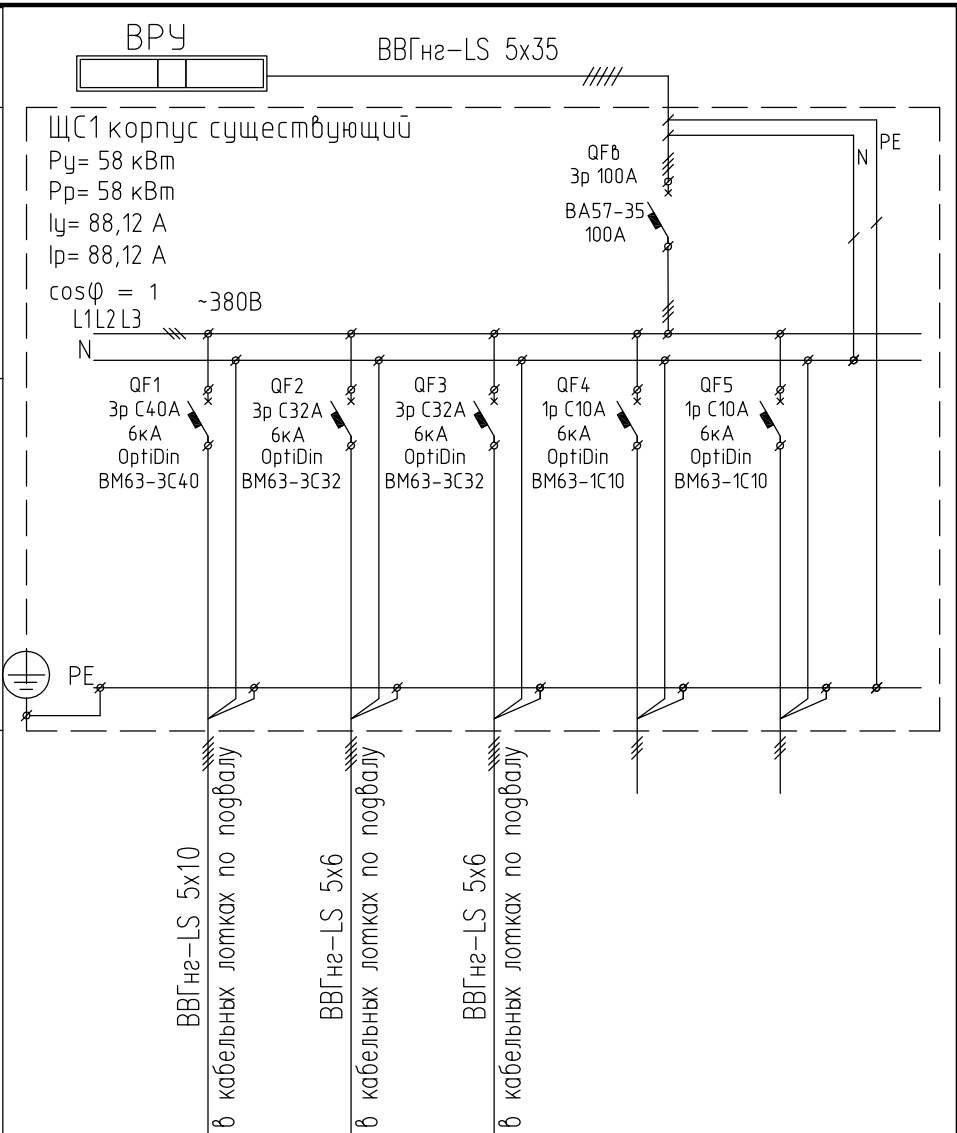 ВРУ
ВВГнг-LS 5х35
ЩС1 корпус существующий
Ру= 58 кВт
Рр= 58 кВт
Iу= 88,12 А
Iр= 88,12 А
cosφ = 1
~380В
L1L2L3
N
QFв
3р 100А
ВА57-35
100А
N
PE
QF1
3р С40А
6кА
OptiDin
ВМ63-3С40
QF2
3р С32А
6кА
OptiDin
ВМ63-3С32
QF3
3р С32А
6кА
OptiDin
ВМ63-3С32
QF4
1р С10А
6кА
OptiDin
ВМ63-1С10
QF5
1р С10А
6кА
OptiDin
ВМ63-1С10
PE
ВВГнг-LS 5х10
в кабельных лотках по подвалу
ВВГнг-LS 5х6
в кабельных лотках по подвалу
ВВГнг-LS 5х6
в кабельных лотках по подвалу